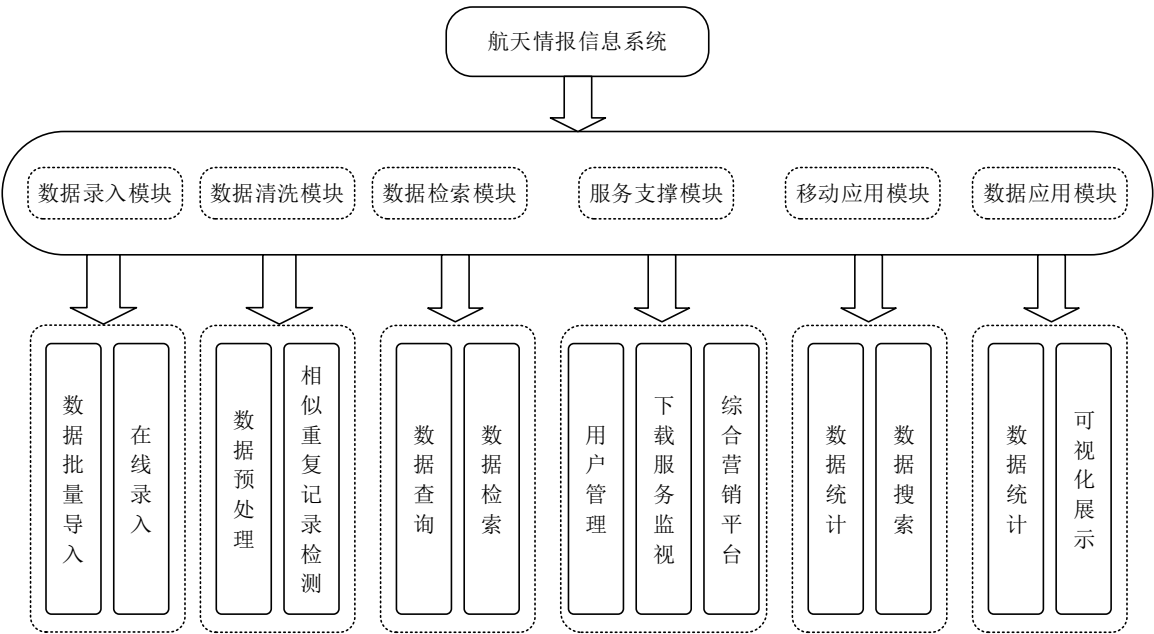 航天情报信息系统
数据录入模块
数据清洗模块
数据检索模块
服务支撑模块
移动应用模块
数据应用模块
数据批量导入
在线录入
数据预处理
相似重复记录检测
数据查询
数据检索
用户管理
下载服务监视
综合营销平台
数据统计
数据搜索
数据统计
可视化展示